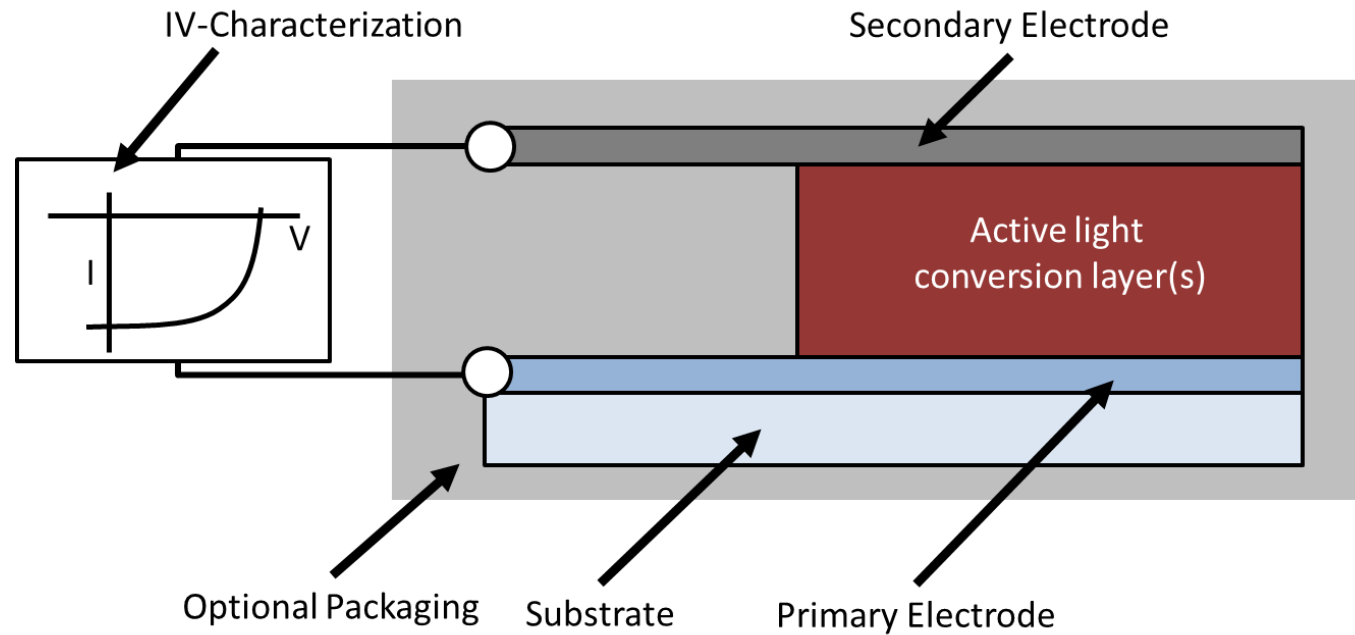 IV-Characterization
Secondary Electrode
V
I
Active light
conversion layer(s)
Optional Packaging
Substrate
Primary Electrode